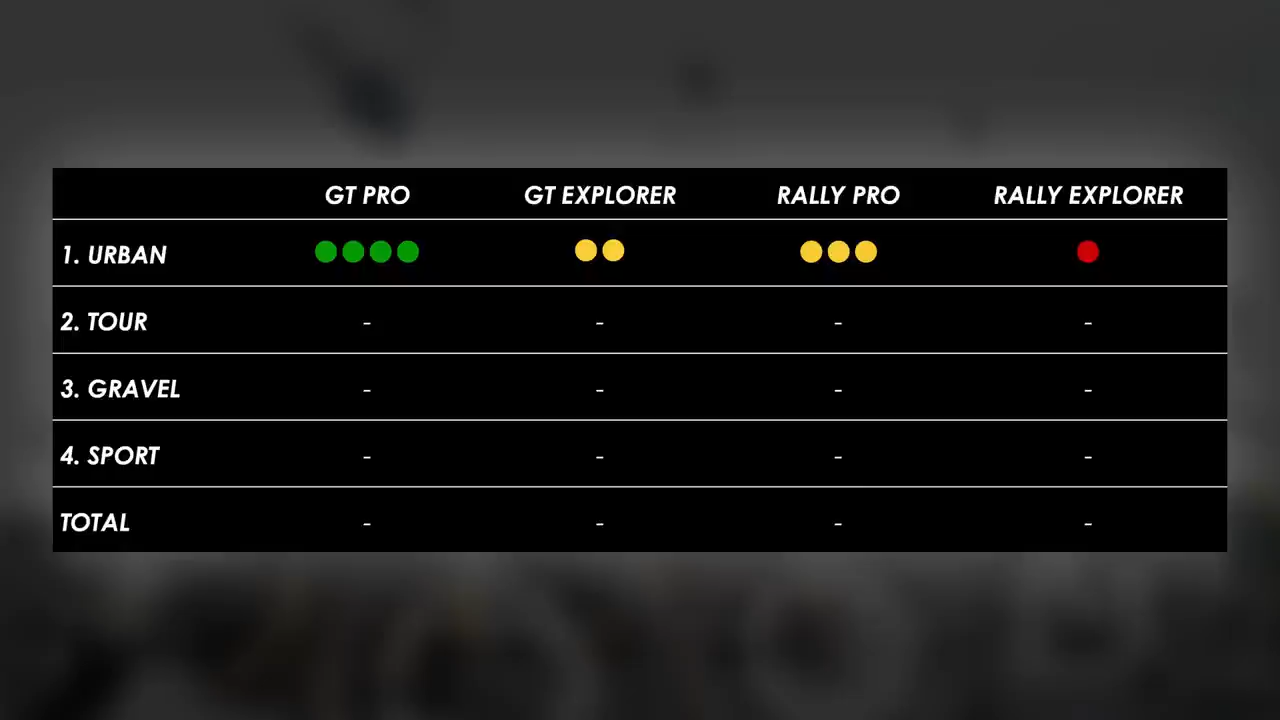 GT PRO GT EXPLORER RALLY PRO RALLY EXPLORER
1. URBAN
2. TOUR - - - -
3. GRAVEL - - - -
4. SPORT - - - -
TOTAL - - - -